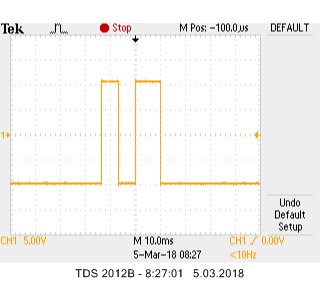 Tek Stop M Pos: -100.0µs DEFAULT
1
Undo
Default
Setup
CH1 5.00V M 10.0ms CH1 / 0.00V
5-Mar-18 08:27 <10Hz
TDS 2012B - 8:27:01 5.03.2018